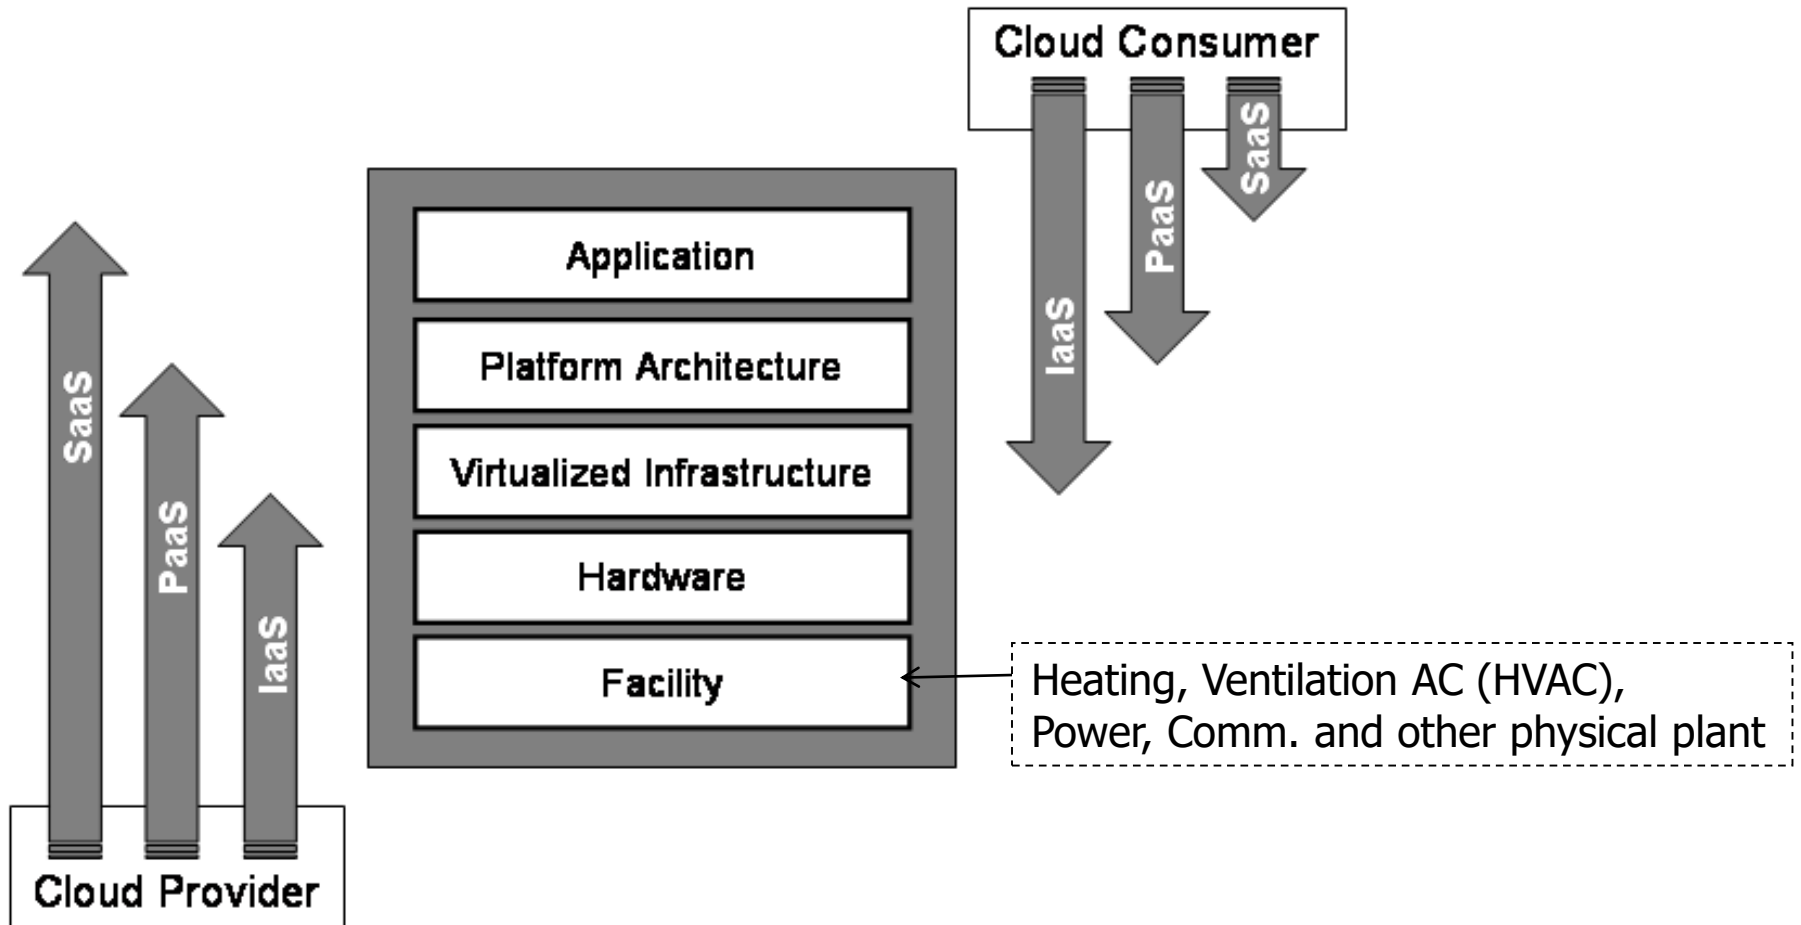 Cloud Consumer
IaaS
PaaS
SaaS
Application
Platform Architecture
Virtualized Infrastructure
Hardware
Facility
SaaS
PaaS
IaaS
Heating, Ventilation AC (HVAC),
Power, Comm. and other physical plant
Cloud Provider